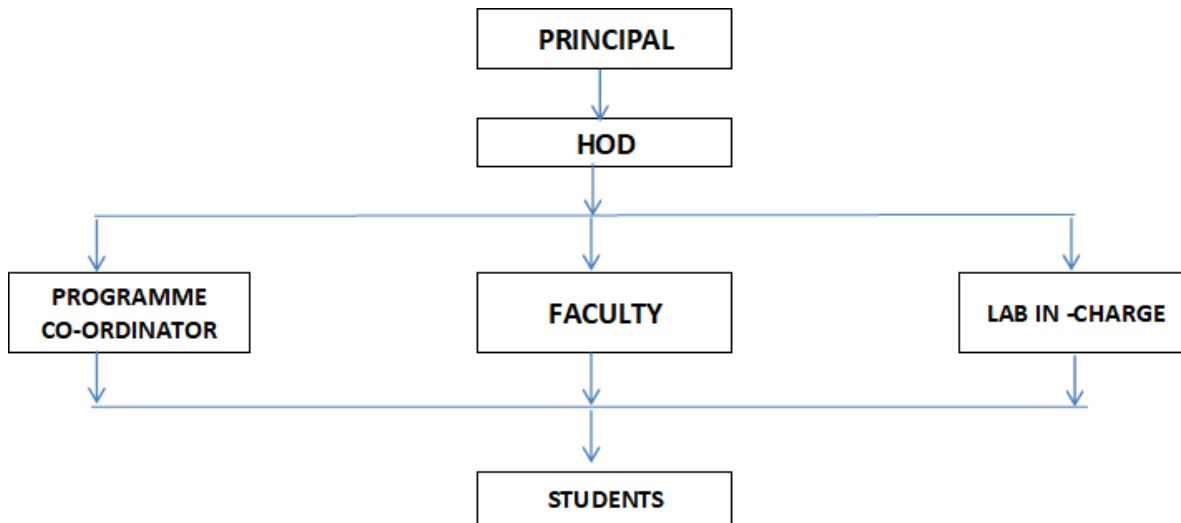 PRINCIPAL
HOD
PROGRAMME
CO-ORDINATOR
FACULTY
LAB IN -CHARGE
STUDENTS